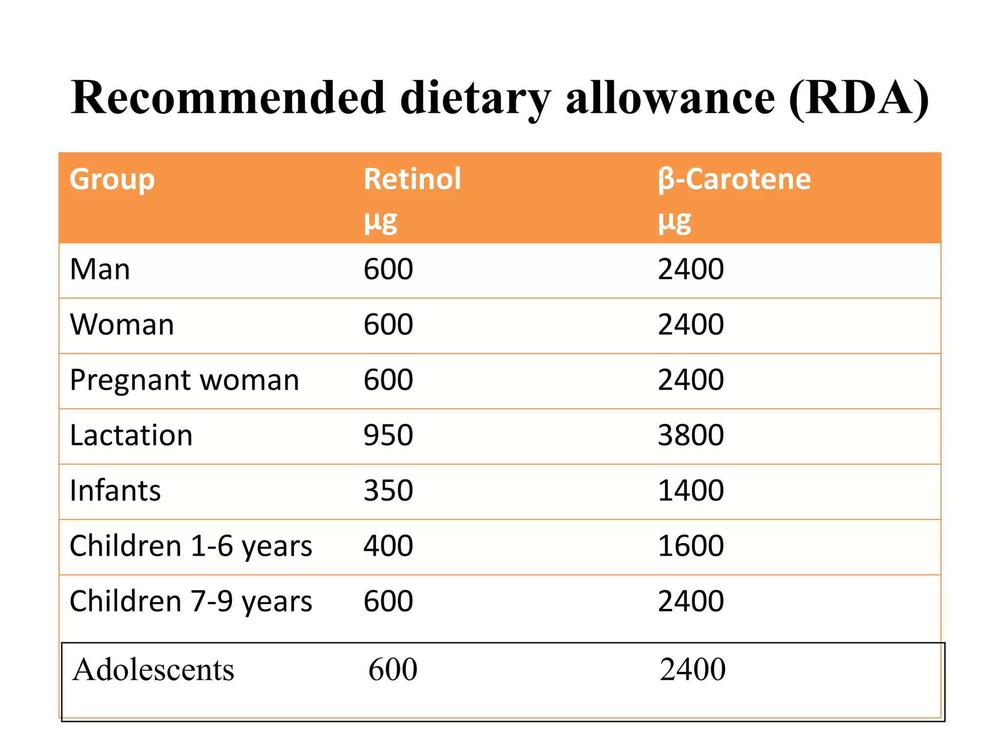 Recommended dietary allowance (RDA)
Group Retinol β-Carotene
µg µg
Man 600 2400
Woman 600 2400
Pregnant woman 600 2400
Lactation 950 3800
Infants 350 1400
Children 1-6 years 400 1600
Children 7-9 years 600 2400
Adolescents 600 2400